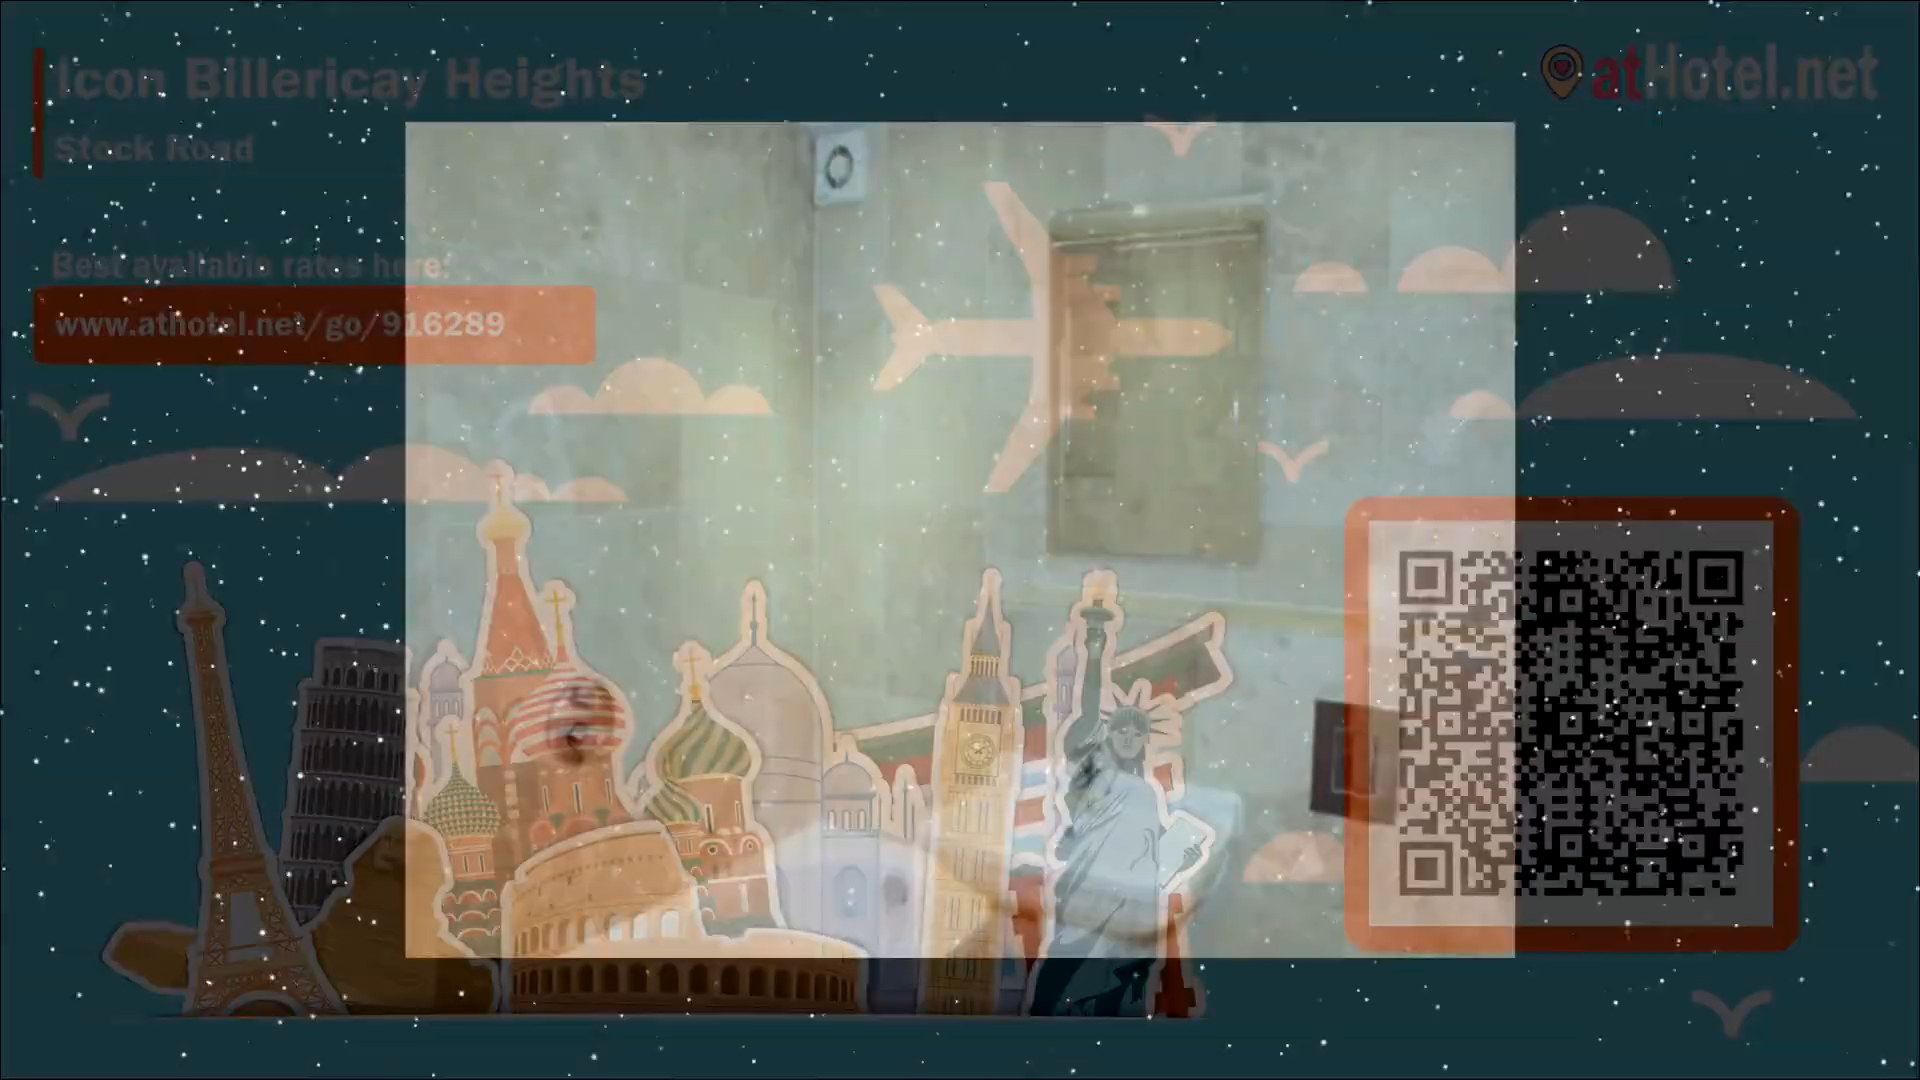 Icon Billericay Heights
atHotel.net
Stock Road
Best available rates here:
www.athotel.net/go/916289